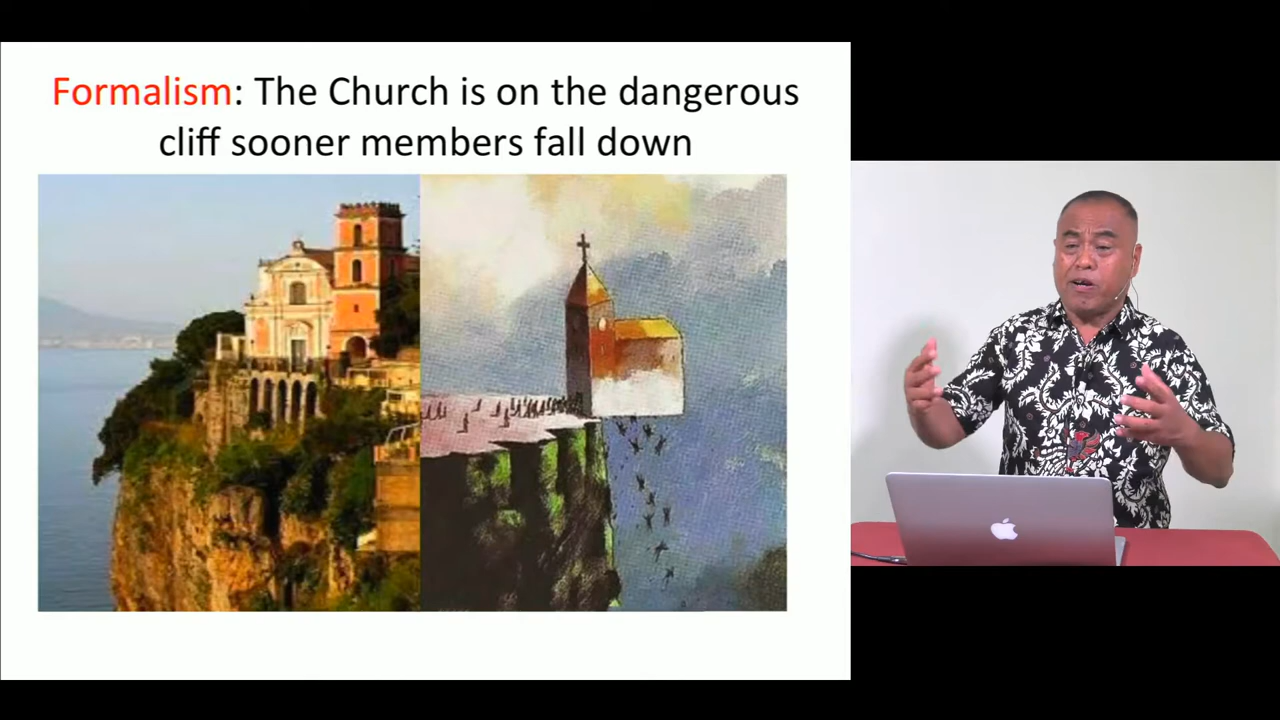 Formalism: The Church is on the dangerous
cliff sooner members fall down